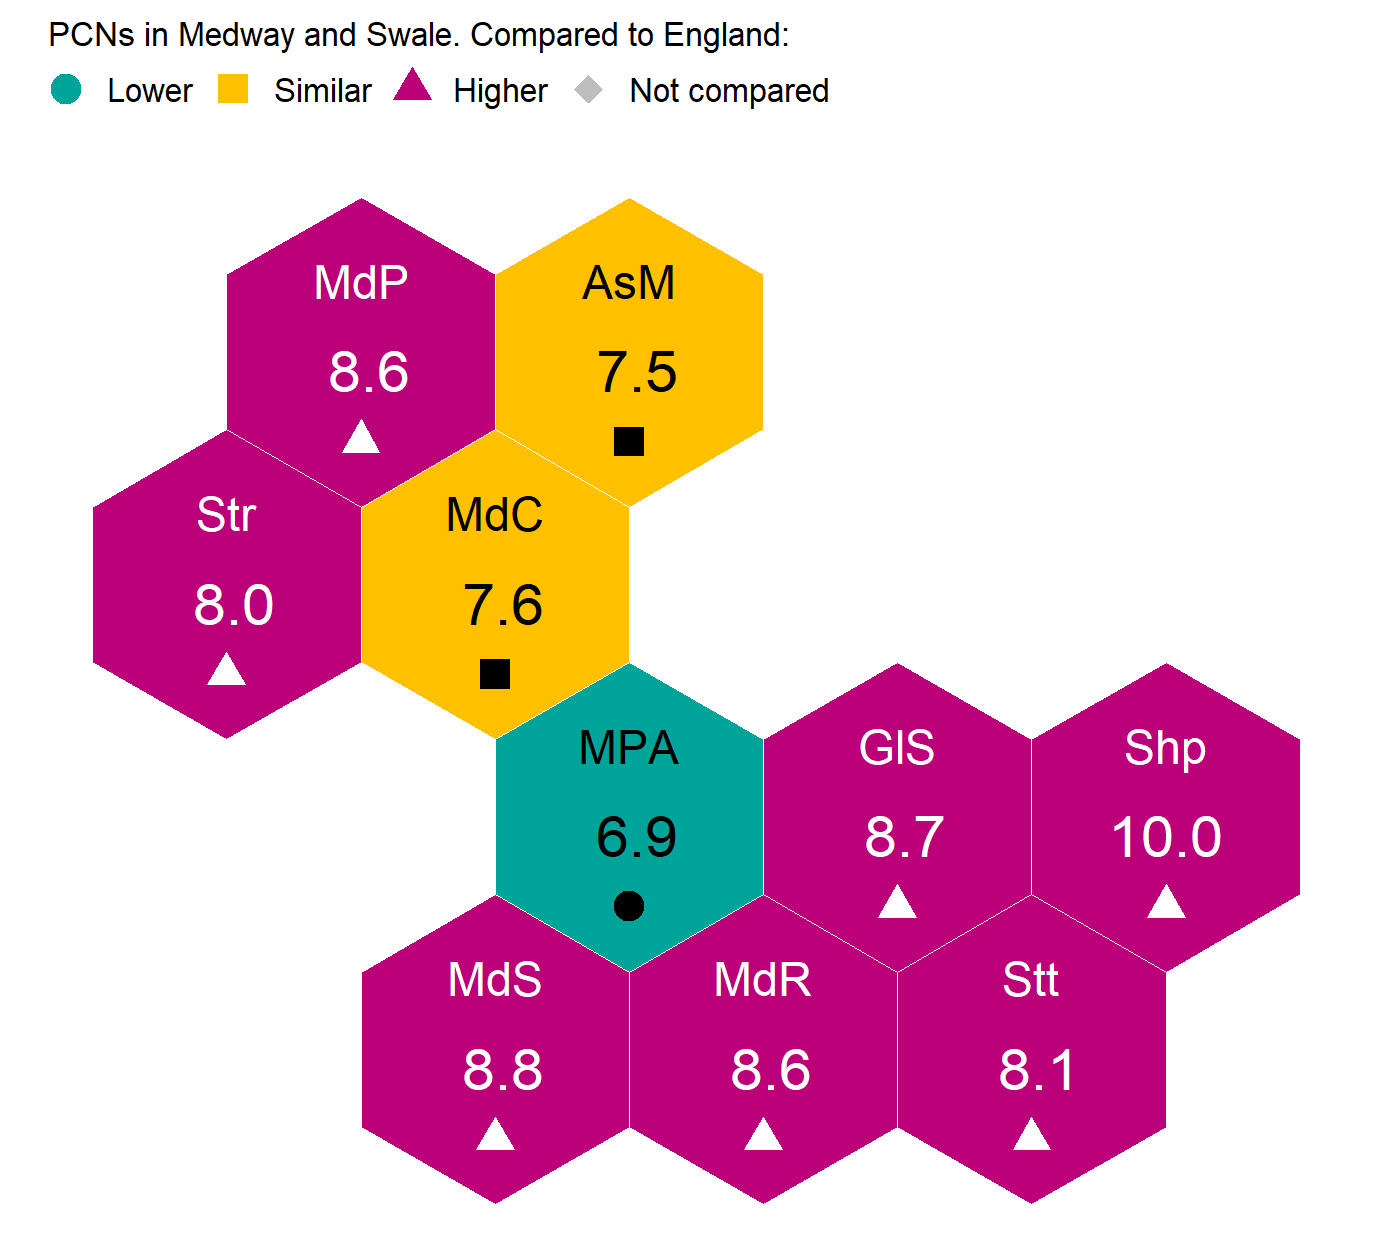 PCNs in Medway and Swale. Compared to England:
Lower Similar Higher Not compared
MdP AsM
8.6 7.5
Str MdC
8.0 7.6
MPA GlS Shp
6.9 8.7 10.0
MdS MdR Stt
8.8 8.6 8.1